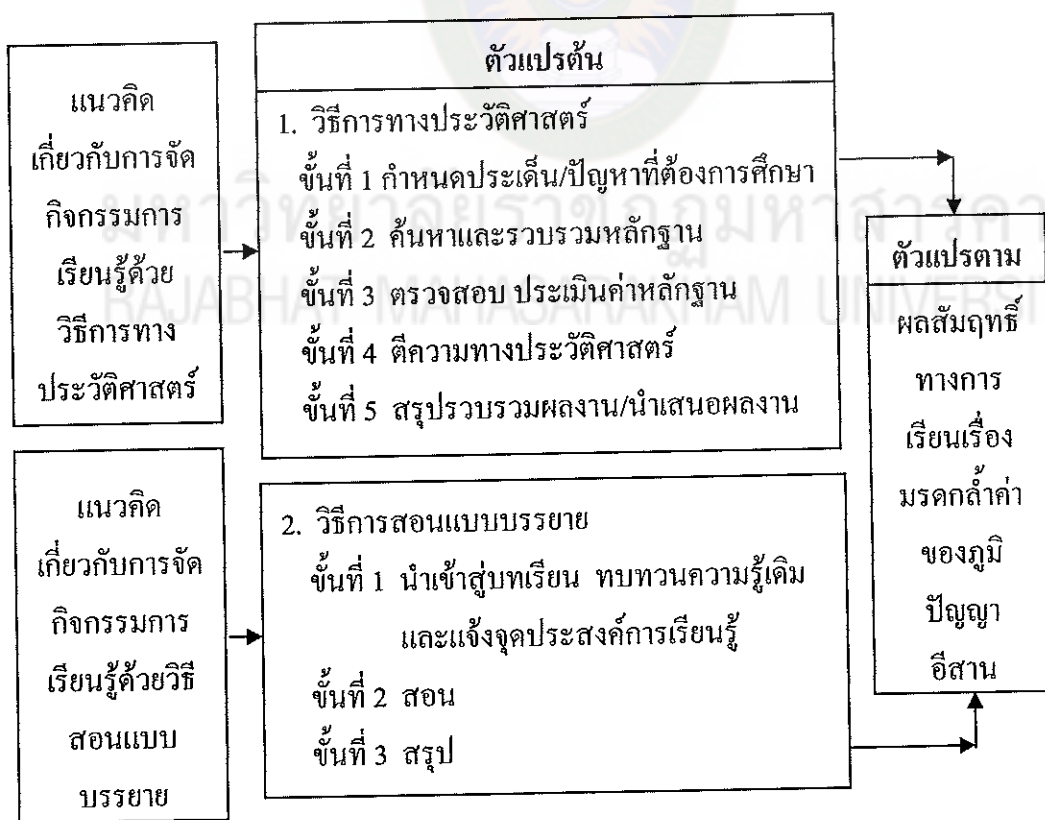 แนวคิด
เกี่ยวกับการจัด
กิจกรรมการ
เรียนรู้ด้วย
วิธีการทาง
ประวัติศาสตร์
ตัวแปรต้น
1. วิธีการทางประวัติศาสตร์
ขั้นที่ 1 กำหนดประเด็น/ปัญหาที่ต้องการศึกษา
ขั้นที่ 2 ค้นหาและรวบรวมหลักฐาน
ขั้นที่ 3 ตรวจสอบ ประเมินค่าหลักฐาน
ขั้นที่ 4 ตีความทางประวัติศาสตร์
ขั้นที่ 5 สรุปรวบรวมผลงาน/นำเสนอผลงาน
แนวคิด
เกี่ยวกับการจัด
กิจกรรมการ
เรียนรู้ด้วยวิธี
สอนแบบ
บรรยาย
2. วิธีการสอนแบบบรรยาย
ขั้นที่ 1 นำเข้าสู่บทเรียน ทบทวนความรู้เดิม
และแจ้งจุดประสงค์การเรียนรู้
ขั้นที่ 2 สอน
ขั้นที่ 3 สรุป
ตัวแปรตาม
ผลสัมฤทธิ์
ทางการ
เรียนเรื่อง
มรดกล้ำค่า
ของภูมิ
ปัญญา
อีสาน
มหาวิทยาลัยราชภัฏมหาสารคา
RAJABHAT MAHASARAKHAM UNIVERSI